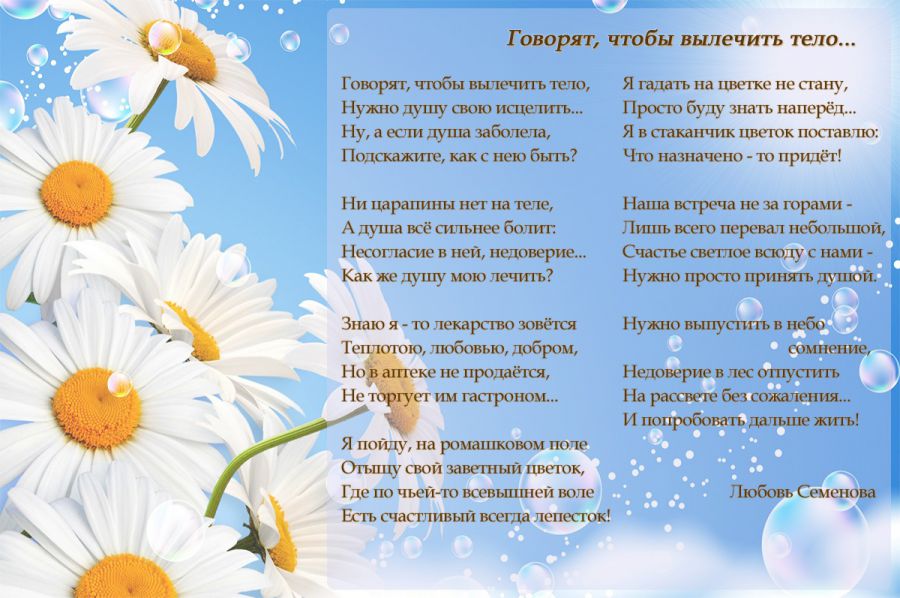 Говорят, чтобы вылечить тело...
Говорят, чтобы вылечить тело,
Нужно душу свою исцелить...
Ну, а если душа заболела,
Подскажите, как с нею быть?
Ни царапины нет на теле,
А душа всё сильнее болит:
Несогласие в ней, недоверие...
Как же душу мою лечить?
Знаю я - то лекарство зовётся
Теплотою, любовью, добром,
Но в аптеке не продаётся,
Не торгует им гастроном...
Я пойду, на ромашковом поле
Отыщу свой заветный цветок,
Где по чьей-то всевышней воле
Есть счастливый всегда лепесток!
Я гадать на цветке не стану,
Просто буду знать наперёд...
Я в стаканчик цветок поставлю:
Что назначено - то придёт!
Наша встреча не за горами -
Лишь всего перевал небольшой,
Счастье светлое всюду с нами -
Нужно просто принять душой.
Нужно выпустить в небо
сомнение,
Недоверие в лес отпустить
На рассвете без сожаления...
И попробовать дальше жить!
Любовь Семенова